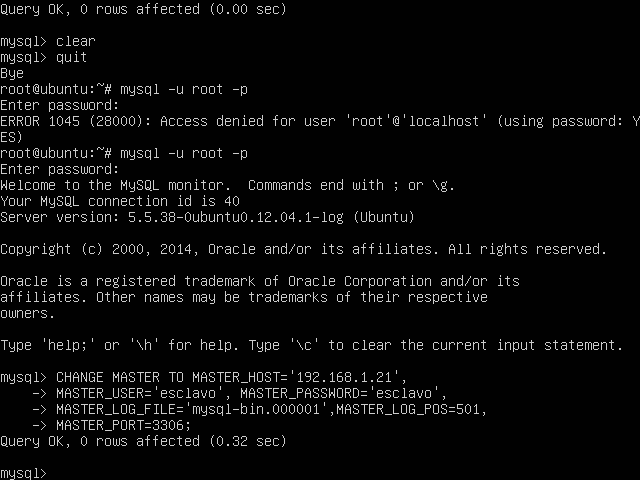 Query OK, 0 rows affected (0.00 sec)
mysql> clear
mysql> quit
Bye
root@ubuntu:~# mysql -u root -p
Enter password:
ERROR 1045 (28000): Access denied for user 'root'@'localhost' (using password: Y
ES)
root@ubuntu:~# mysql -u root -p
Enter password:
Welcome to the MySQL monitor.  Commands end with ; or \g.
Your MySQL connection id is 40
Server version: 5.5.38-0ubuntu0.12.04.1-log (Ubuntu)
Copyright (c) 2000, 2014, Oracle and/or its affiliates. All rights reserved.
Oracle is a registered trademark of Oracle Corporation and/or its
affiliates. Other names may be trademarks of their respective
owners.
Type 'help;' or '\h' for help. Type '\c' to clear the current input statement.
mysql> CHANGE MASTER TO MASTER_HOST='192.168.1.21',
    -> MASTER_USER='esclavo', MASTER_PASSWORD='esclavo',
    -> MASTER_LOG_FILE='mysql-bin.000001',MASTER_LOG_POS=501,
    -> MASTER_PORT=3306;
Query OK, 0 rows affected (0.32 sec)
mysql>